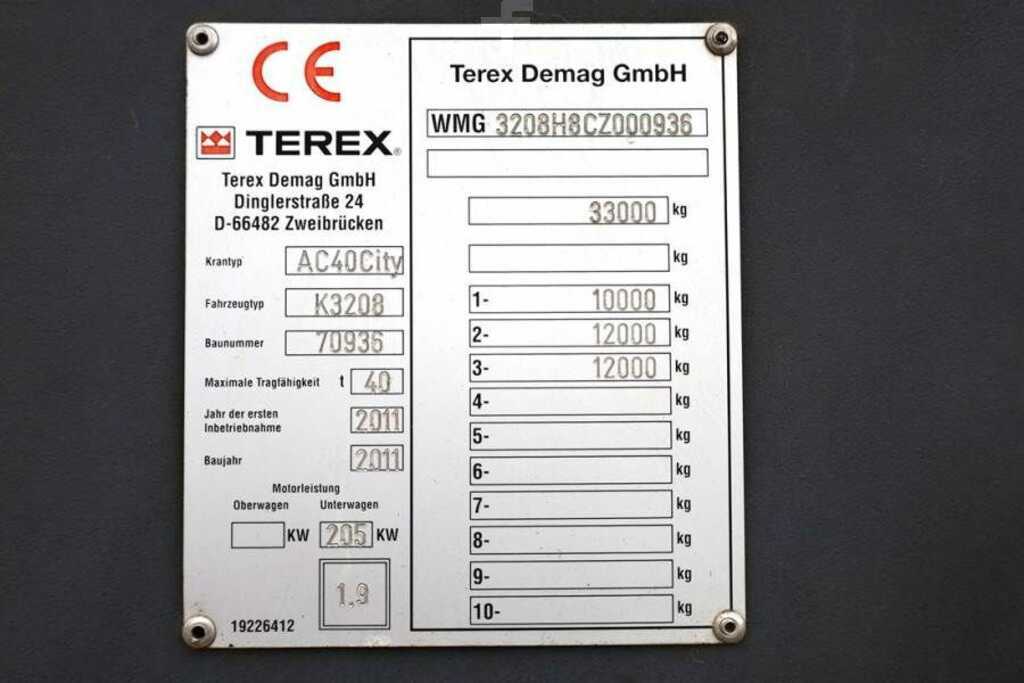 CE
TEREX®
Terex Demag GmbH
Dinglerstraße 24
D-66482 Zweibrücken
Krantyp AC40City
Fahrzeugtyp K3208
Baunummer 70936
Maximale Tragfähigkeit t 40
Jahr der ersten
Inbetriebnahme 2011
Baujahr 2011
Motorleistung
Oberwagen Unterwagen
KW 205 KW
1,9
19226412
Terex Demag GmbH
WMG 3208H8CZ000936
33000 kg
kg
1- 10000 kg
2- 12000 kg
3- 12000 kg
4- kg
5- kg
6- kg
7- kg
8- kg
9- kg
10- kg